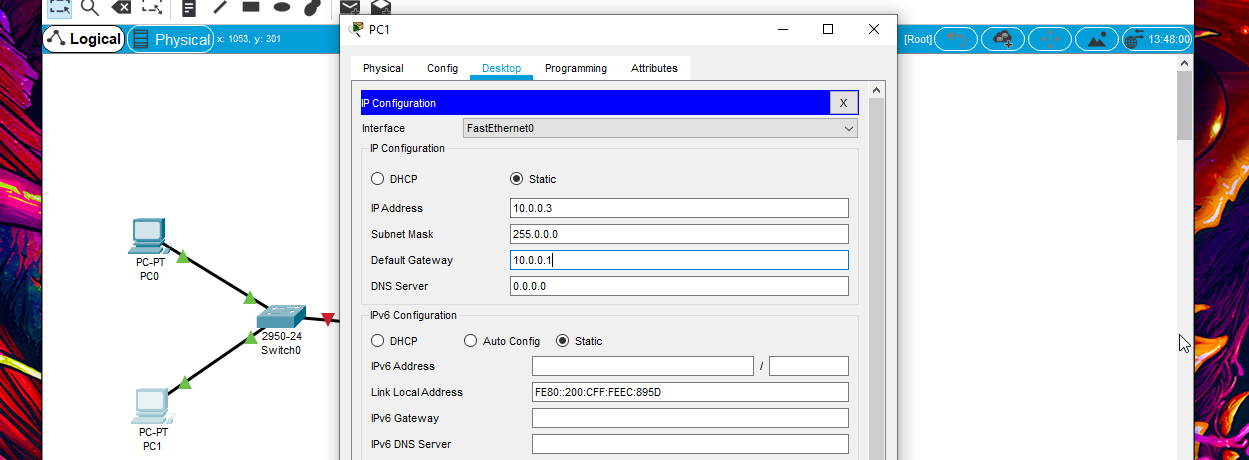 PC1
Logical
Physical
x: 1053, y: 301
[Root]
13:48:00
Physical
Config
Desktop
Programming
Attributes
IP Configuration
X
Interface
FastEthernet0
IP Configuration
DHCP
Static
IP Address
10.0.0.3
Subnet Mask
255.0.0.0
Default Gateway
10.0.0.1
DNS Server
0.0.0.0
IPv6 Configuration
DHCP
Auto Config
Static
IPv6 Address
/
Link Local Address
FE80::200:CFF:FEEC:895D
IPv6 Gateway
IPv6 DNS Server
PC-PT
PC0
2950-24
Switch0
PC-PT
PC1